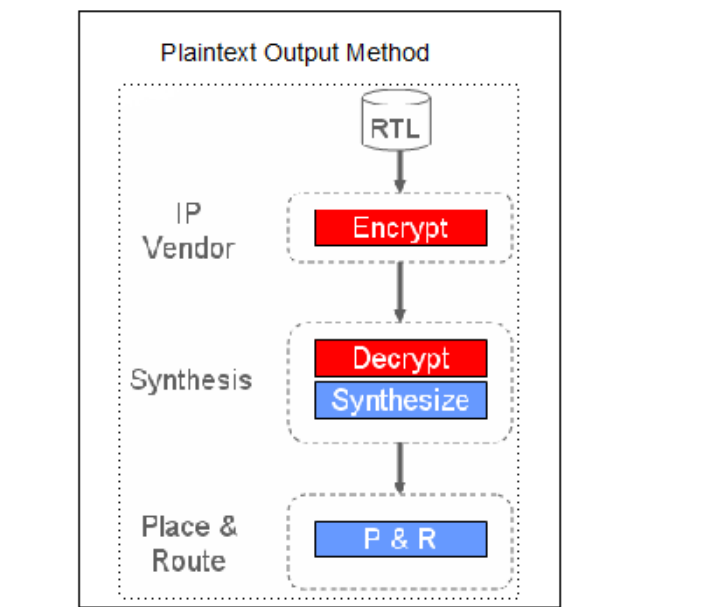 Plaintext Output Method
RTL
IP
Vendor
Encrypt
Synthesis
Decrypt
Synthesize
Place &
Route
P & R